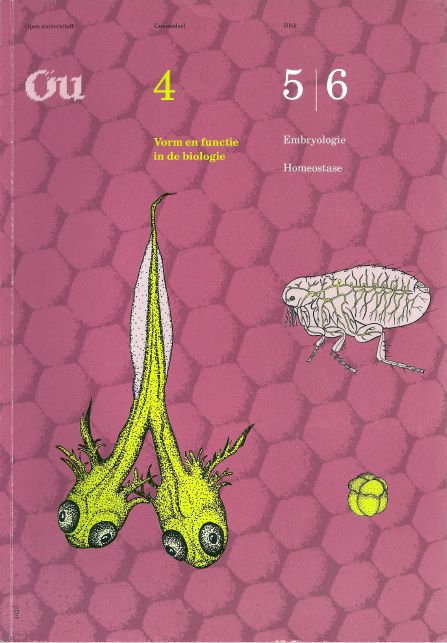 Open universiteit
Cursusdeel
Blok
Ou
4
5|6
Vorm en functie
in de biologie
Embryologie
Homeostase